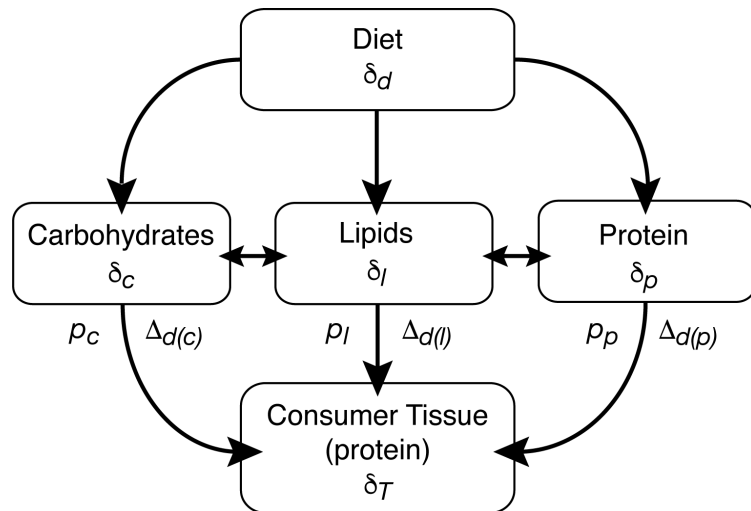 Diet
δd
Carbohydrates
δc
Lipids
δl
Protein
δp
pc Δd(c)
pl Δd(l)
pp Δd(p)
Consumer Tissue
(protein)
δT